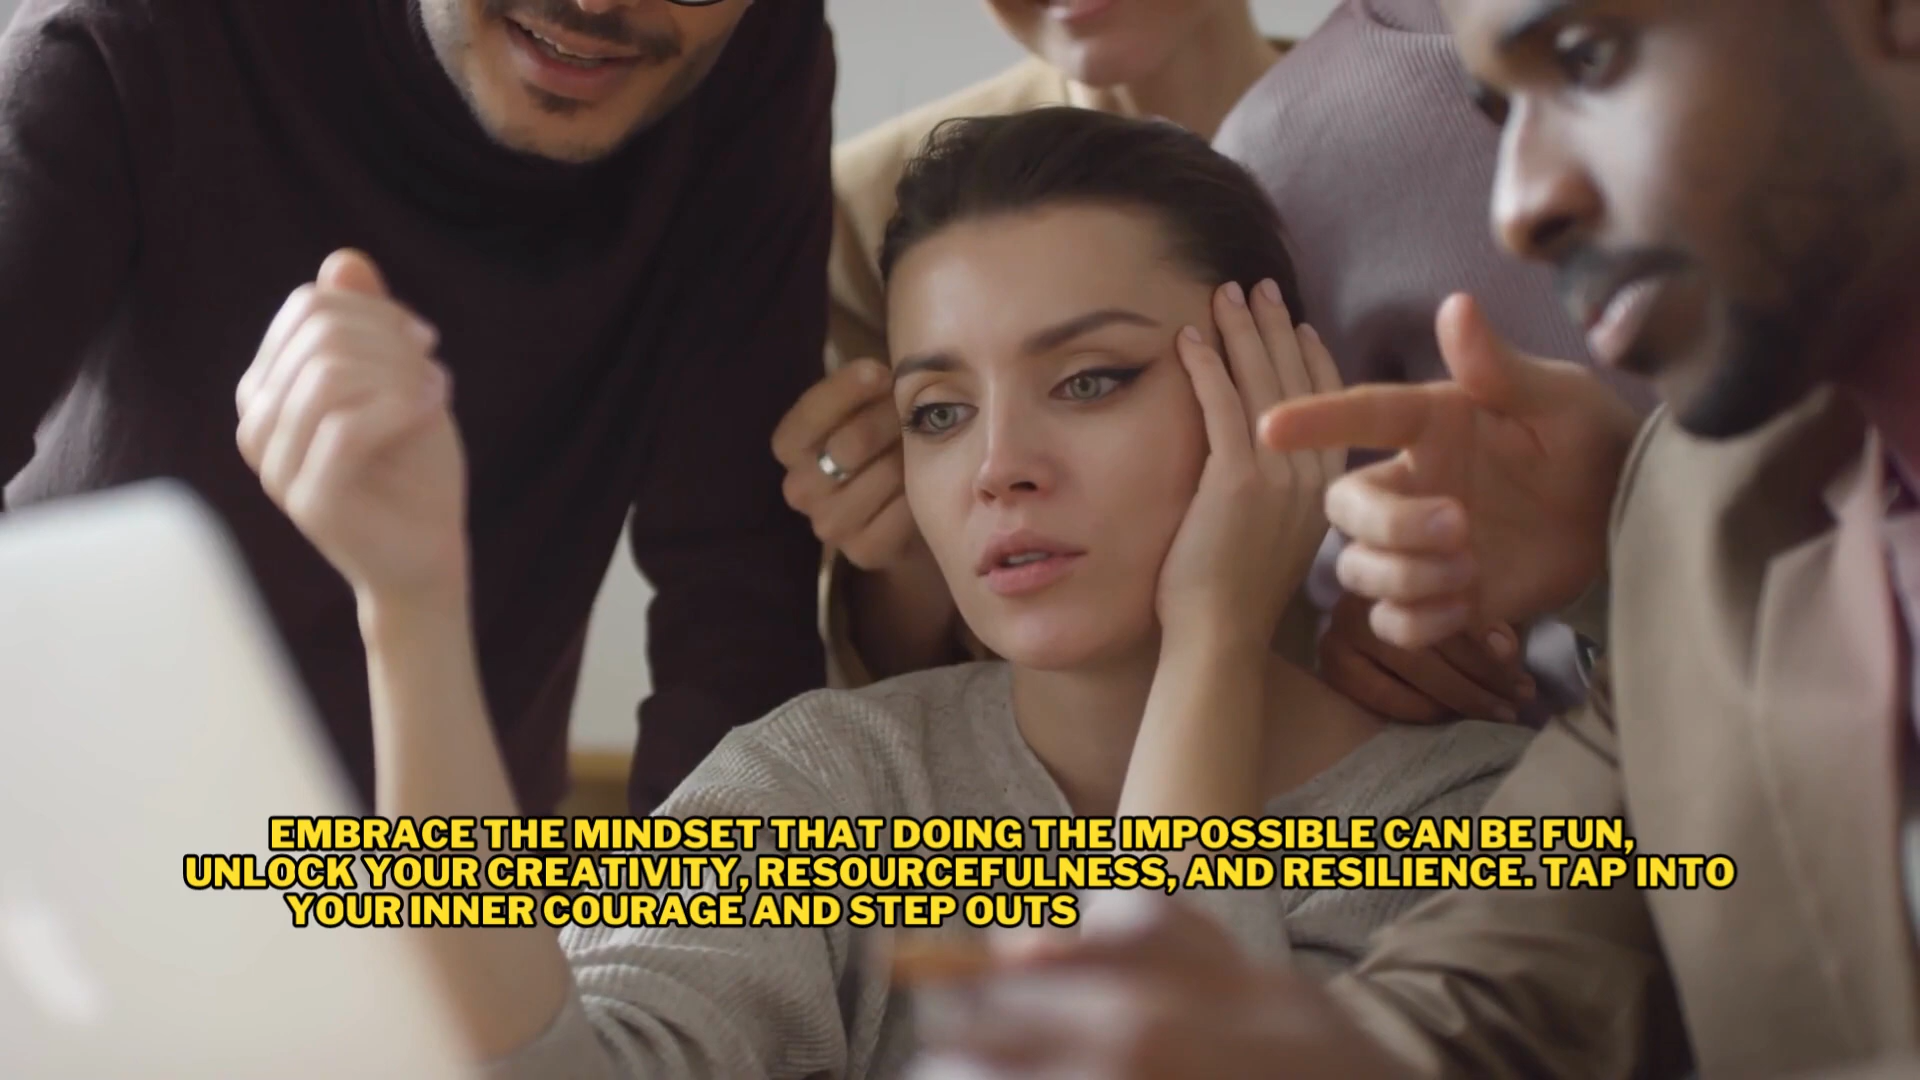 EMBRACE THE MINDSET THAT DOING THE IMPOSSIBLE CAN BE FUN,
UNLOCK YOUR CREATIVITY, RESOURCEFULNESS, AND RESILIENCE. TAP INTO
YOUR INNER COURAGE AND STEP OUTS